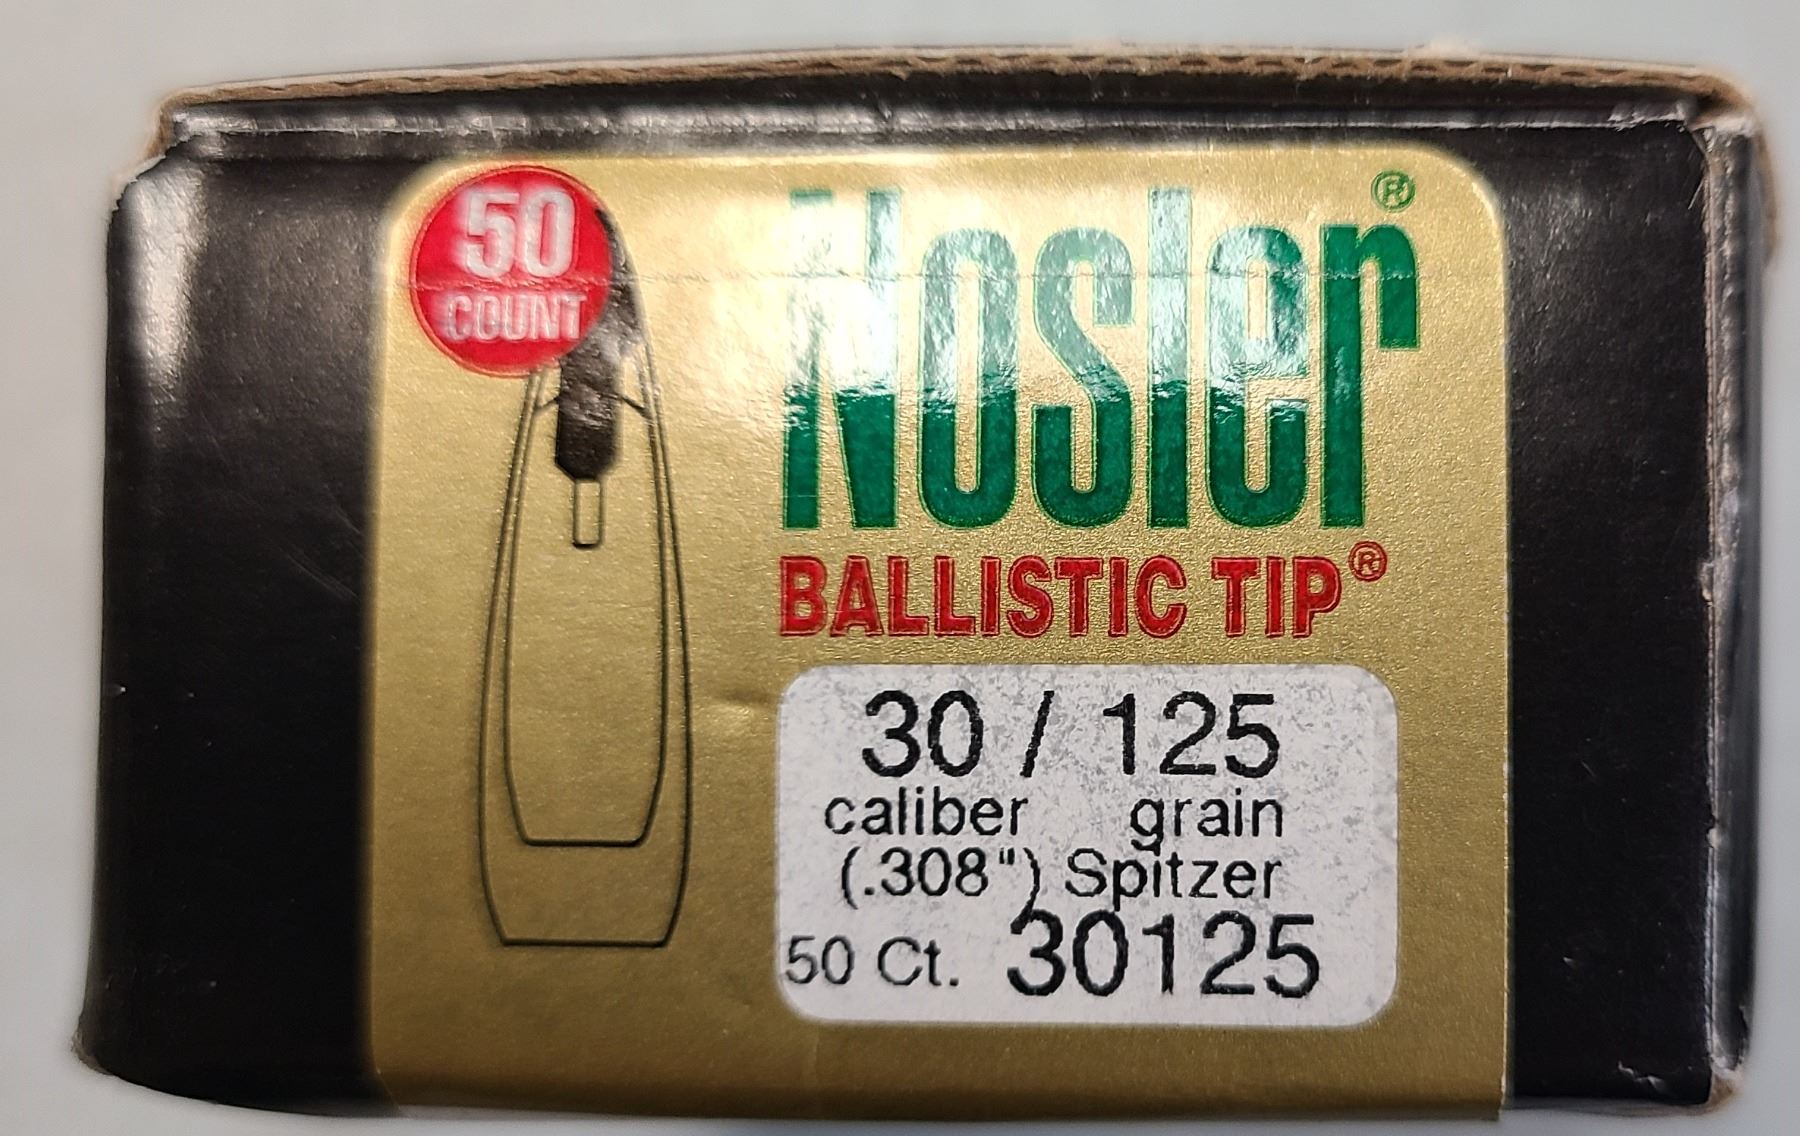 50
COUNT
Nosler®
BALLISTIC TIP®
30 / 125
caliber grain
(.308") Spitzer
50 Ct. 30125